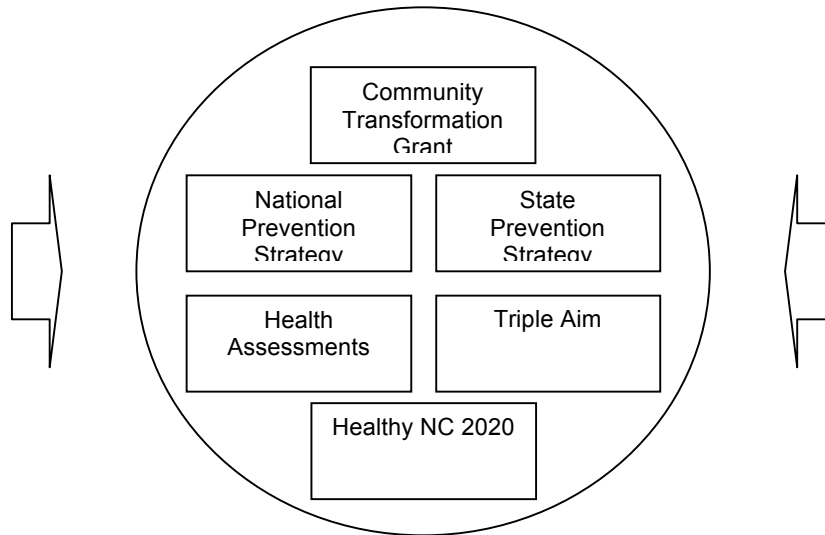 Community
Transformation
Grant
National
Prevention
Strategy
State
Prevention
Strategy
Health
Assessments
Triple Aim
Healthy NC 2020